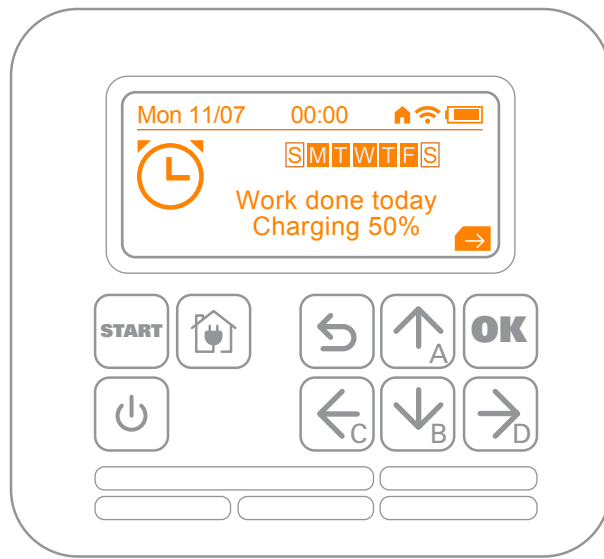 Mon 11/07 00:00
SMTWTFS
Work done today
Charging 50%
START
A
OK
C
B
D